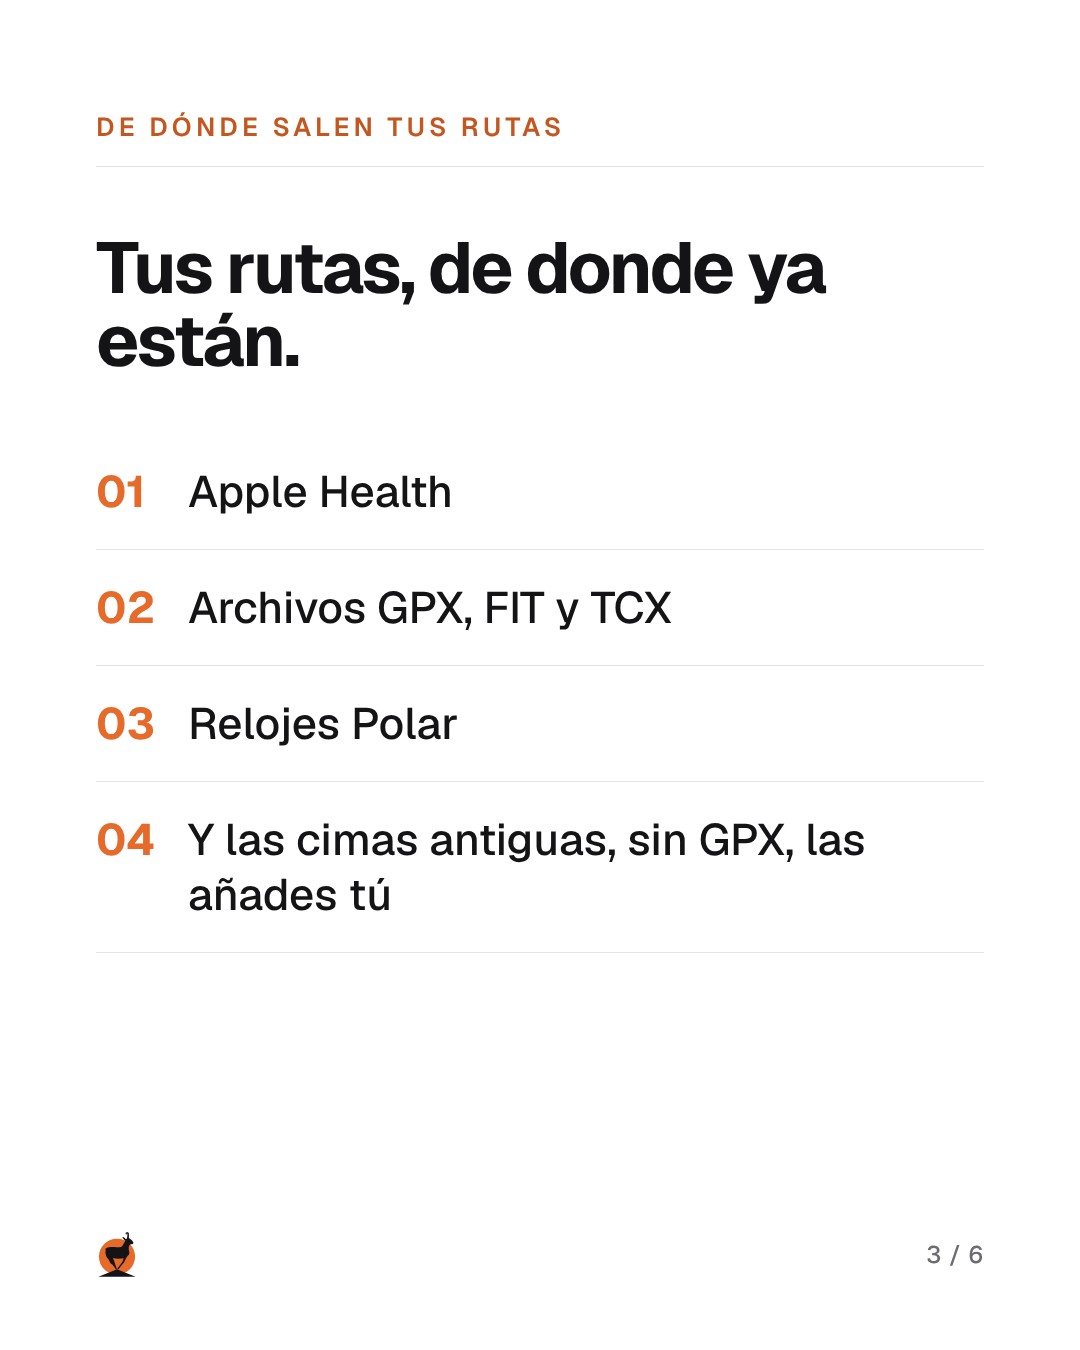 DE DÓNDE SALEN TUS RUTAS
Tus rutas, de donde ya
están.
01 Apple Health
02 Archivos GPX, FIT y TCX
03 Relojes Polar
04 Y las cimas antiguas, sin GPX, las
añades tú
3 / 6